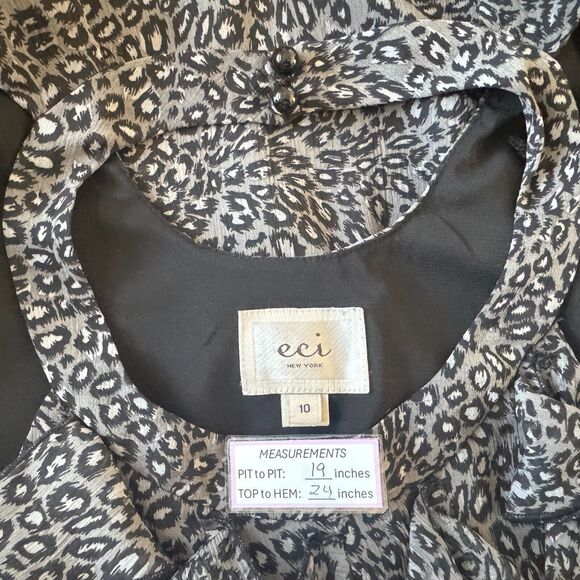 eci
NEW YORK
10
MEASUREMENTS
PIT to PIT: 19 inches
TOP to HEM: 24 inches